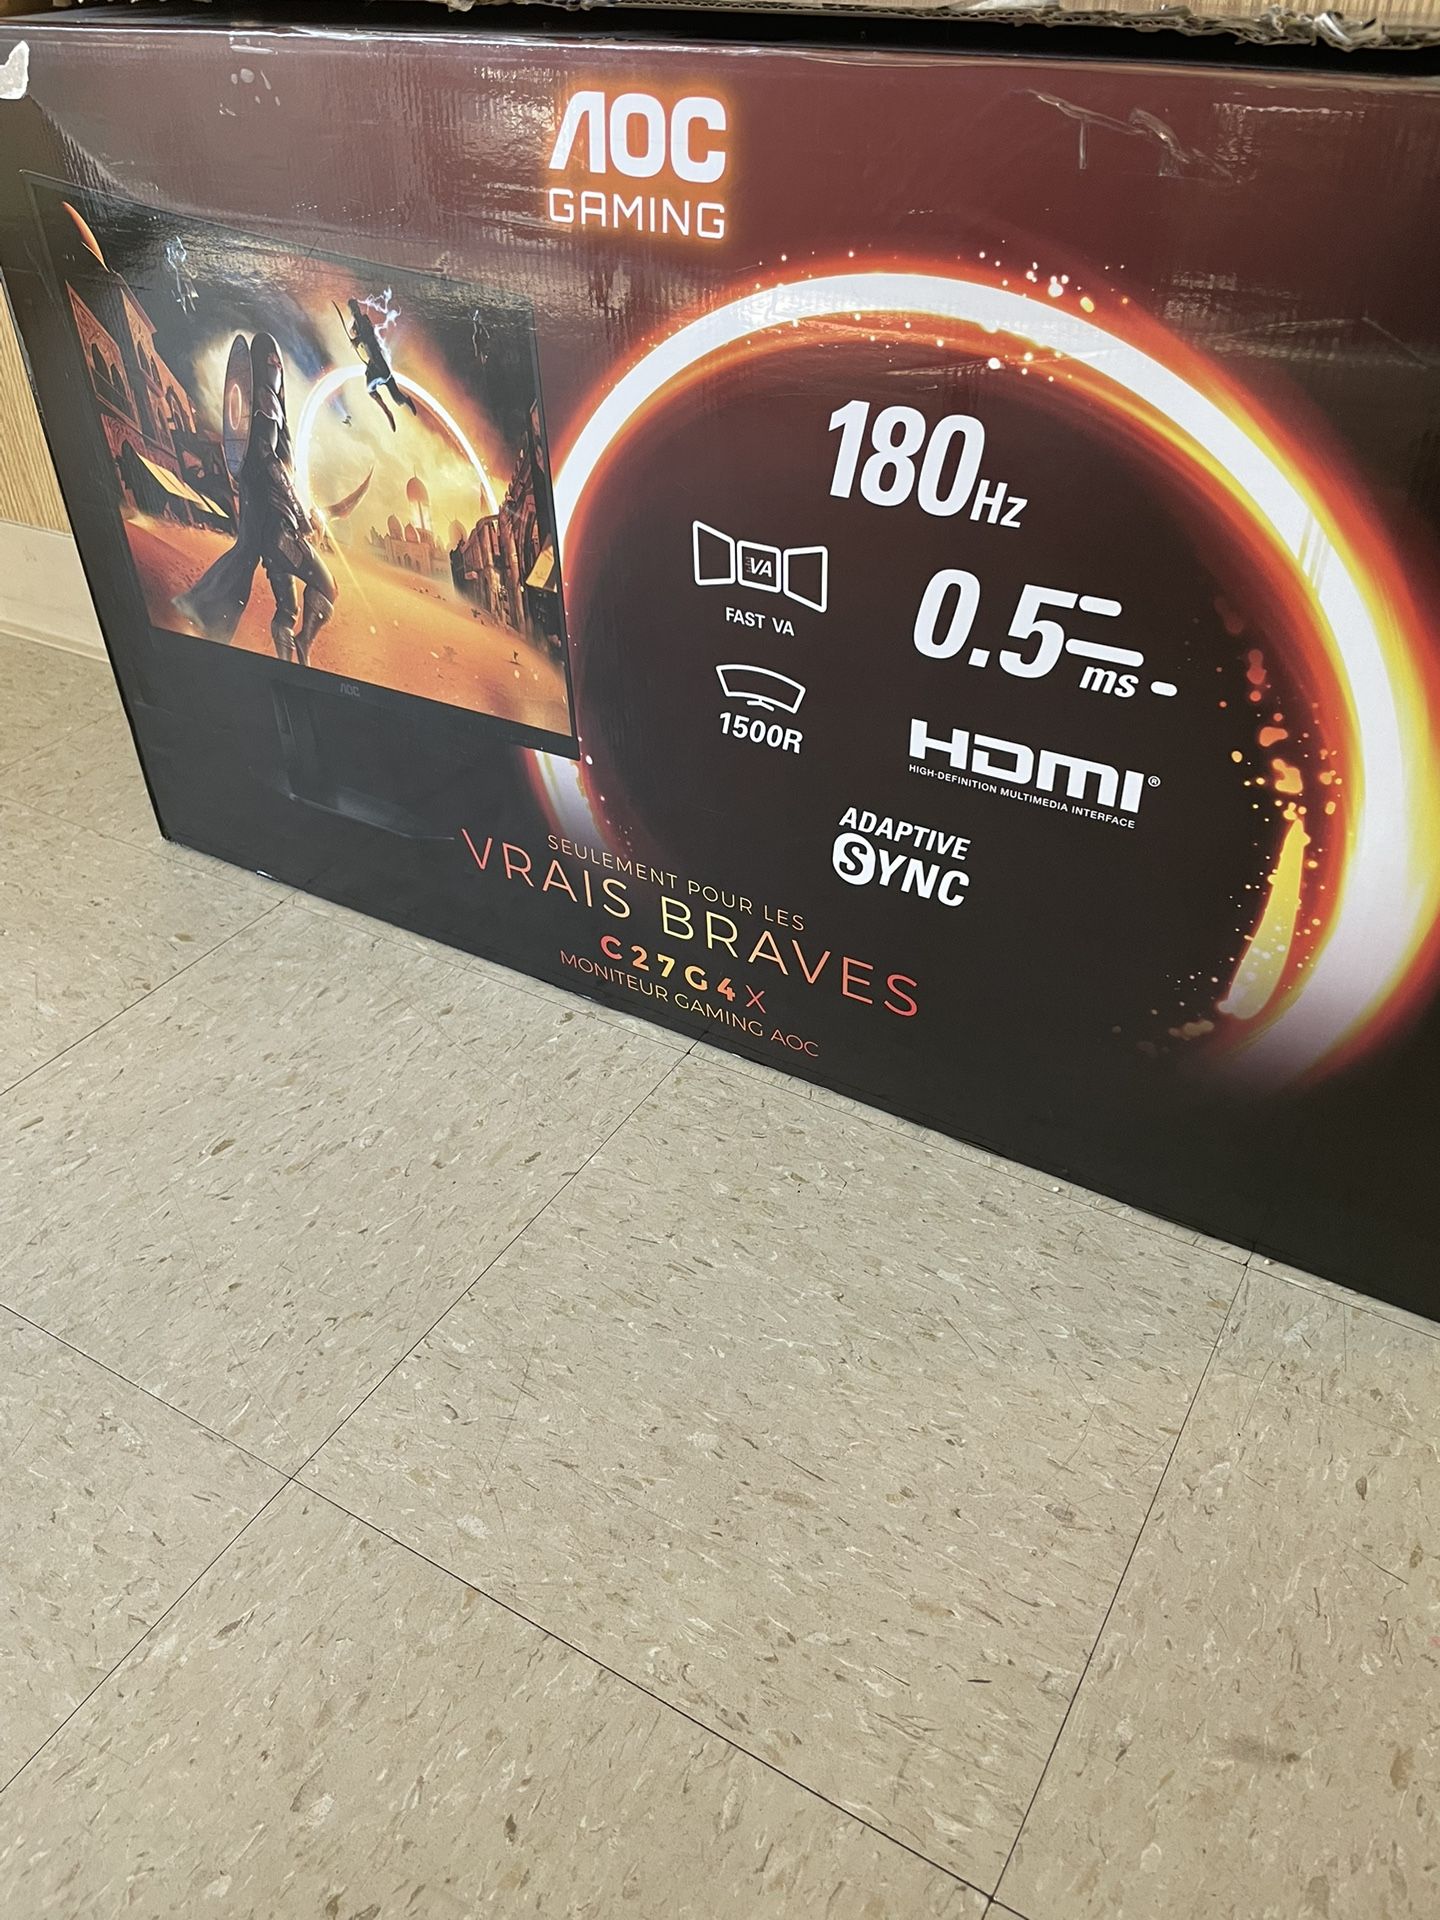 AOC
GAMING
180Hz
VA
FAST VA
0.5ms
1500R
HDMI®
HIGH-DEFINITION MULTIMEDIA INTERFACE
ADAPTIVE
SYNC
AOC
SEULEMENT POUR LES
VRAIS BRAVES
C27G4X
MONITEUR GAMING AOC